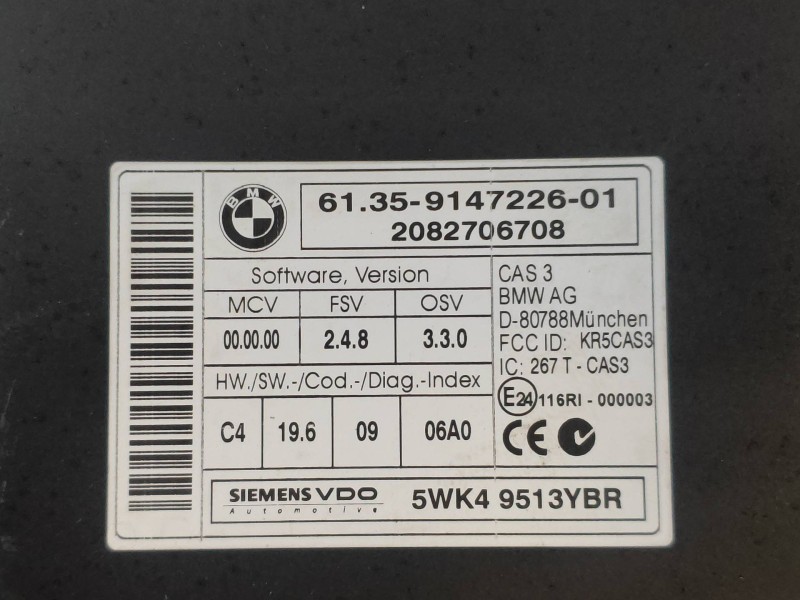 BMW
61.35-9147226-01
2082706708
Software, Version
MCV FSV OSV
00.00.00 2.4.8 3.3.0
HW./SW.-/Cod.-/Diag.-Index
C4 19.6 09 06A0
CAS 3
BMW AG
D-80788München
FCC ID: KR5CAS3
IC: 267 T - CAS3
E24 116RI - 000003
CE
SIEMENS VDO
Automotive
5WK4 9513YBR